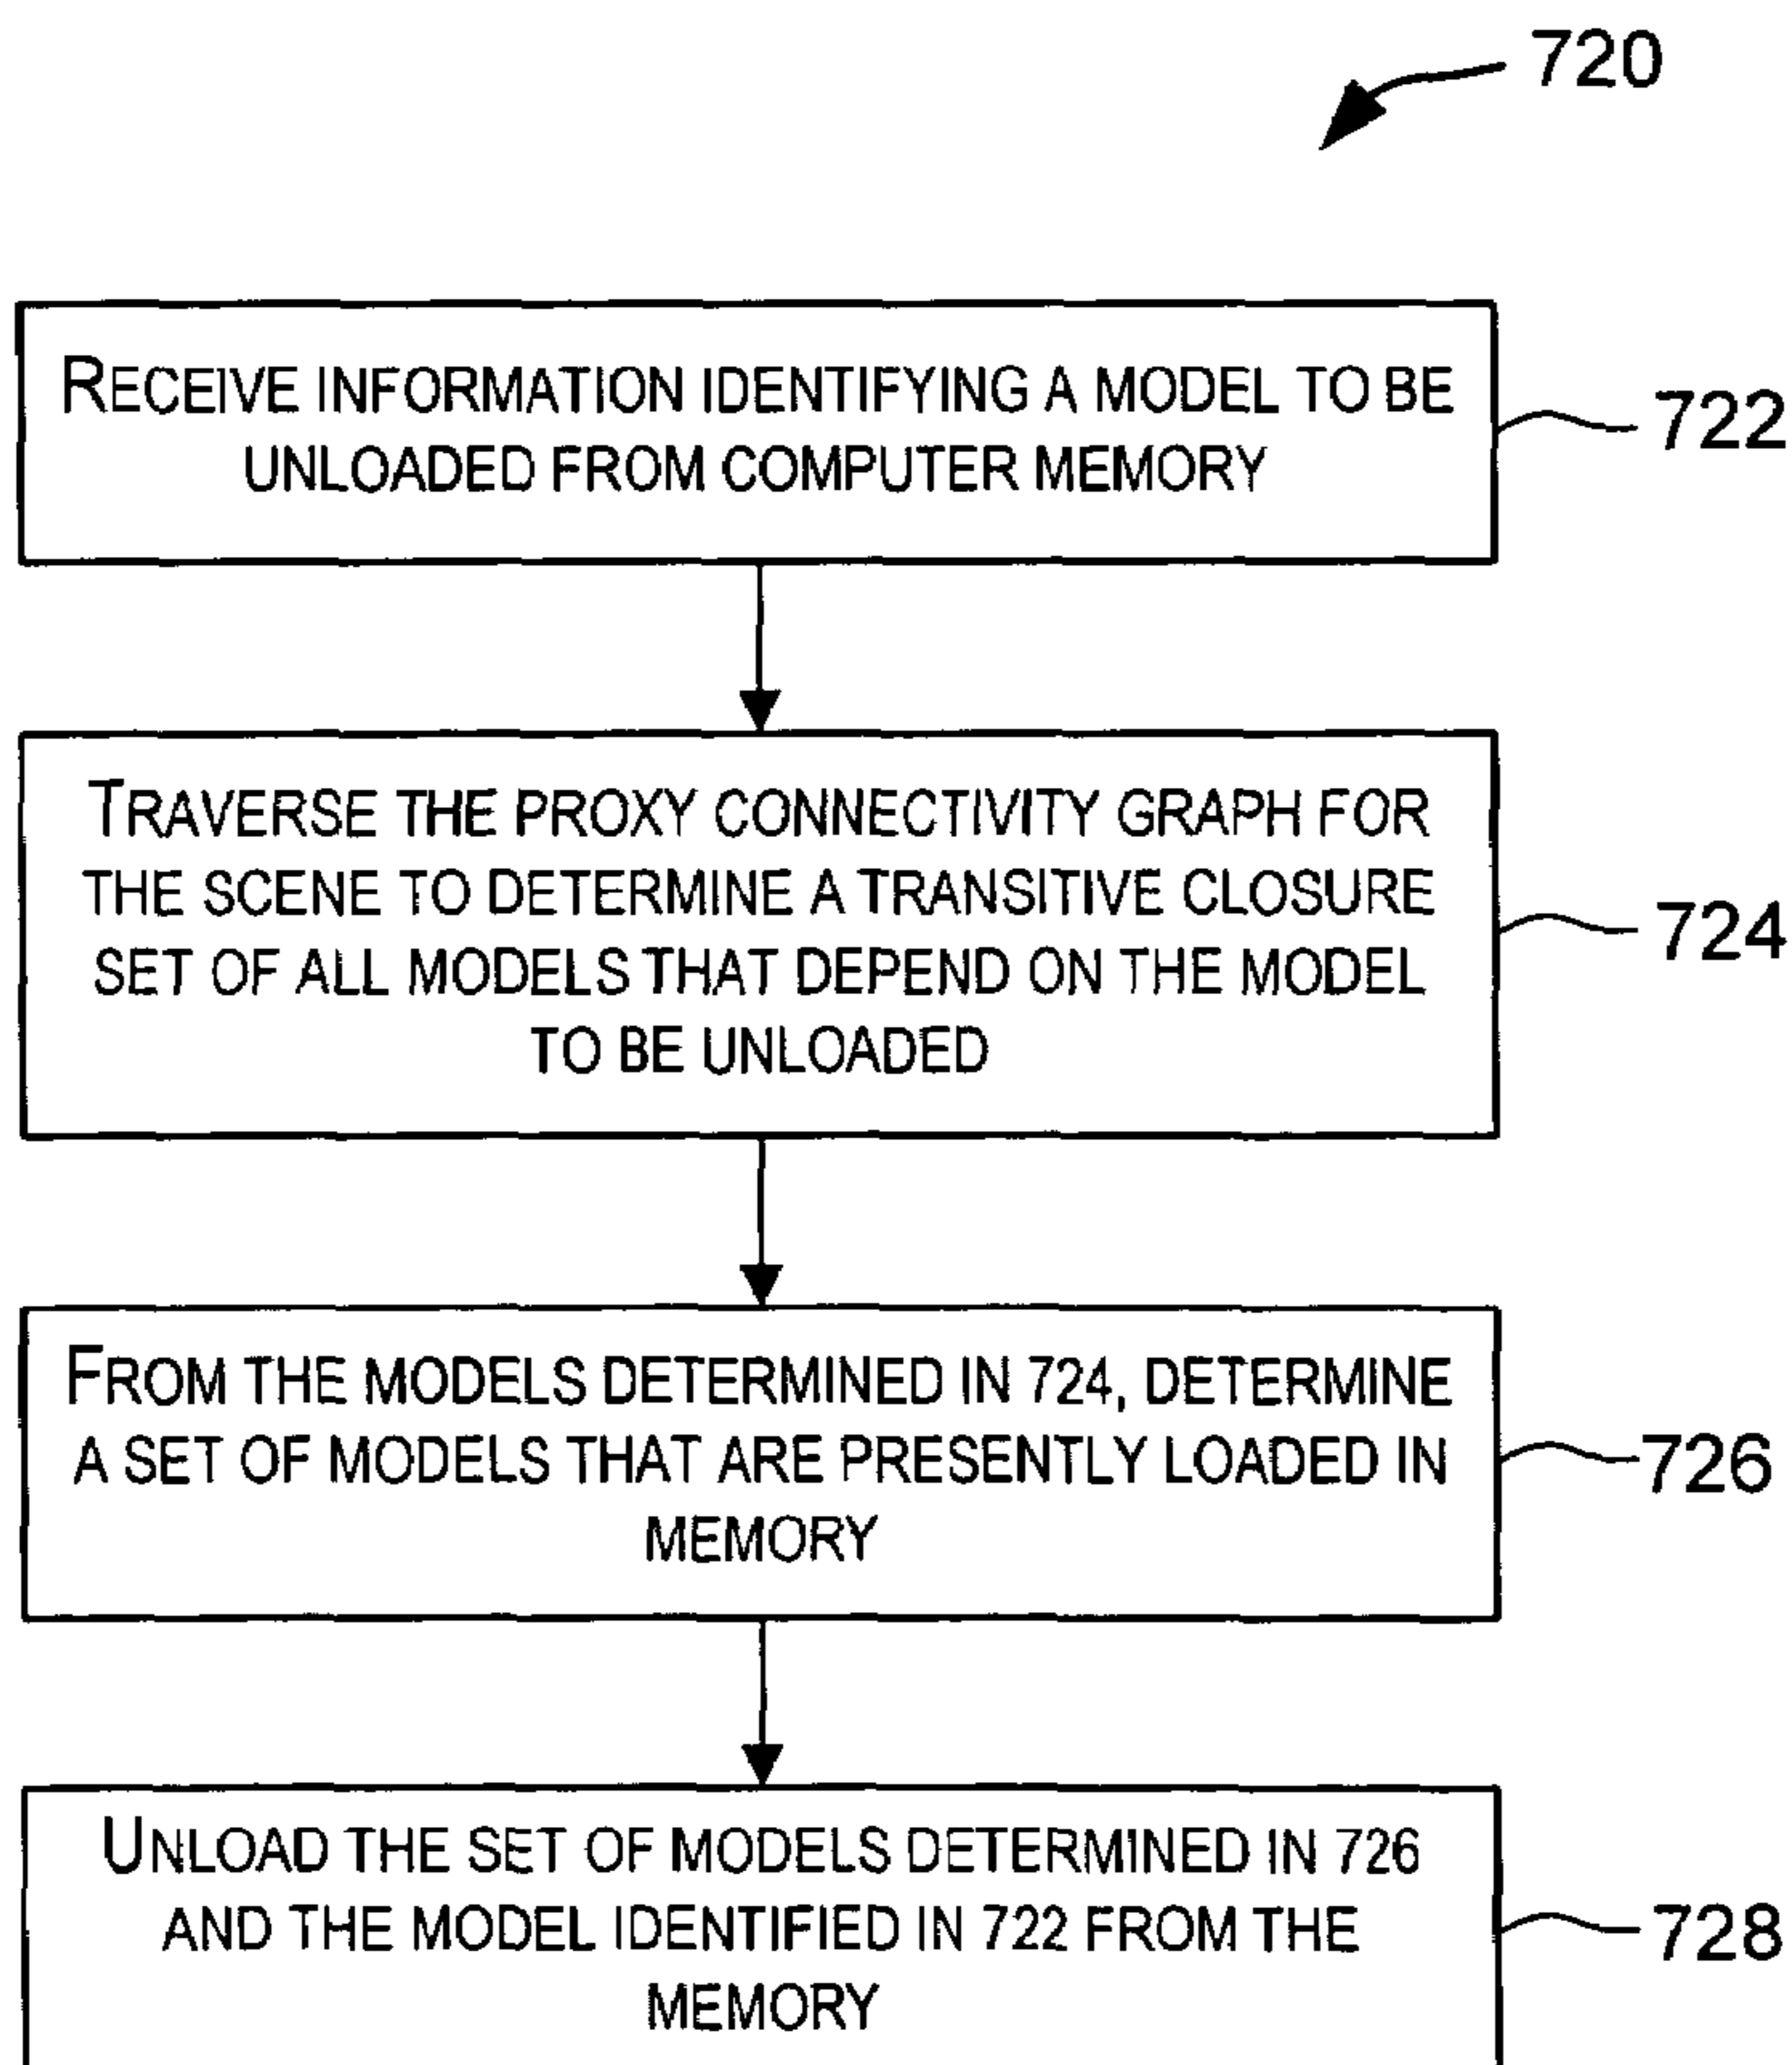 720
RECEIVE INFORMATION IDENTIFYING A MODEL TO BE
UNLOADED FROM COMPUTER MEMORY
722
TRAVERSE THE PROXY CONNECTIVITY GRAPH FOR
THE SCENE TO DETERMINE A TRANSITIVE CLOSURE
SET OF ALL MODELS THAT DEPEND ON THE MODEL
TO BE UNLOADED
724
FROM THE MODELS DETERMINED IN 724, DETERMINE
A SET OF MODELS THAT ARE PRESENTLY LOADED IN
MEMORY
726
UNLOAD THE SET OF MODELS DETERMINED IN 726
AND THE MODEL IDENTIFIED IN 722 FROM THE
MEMORY
728